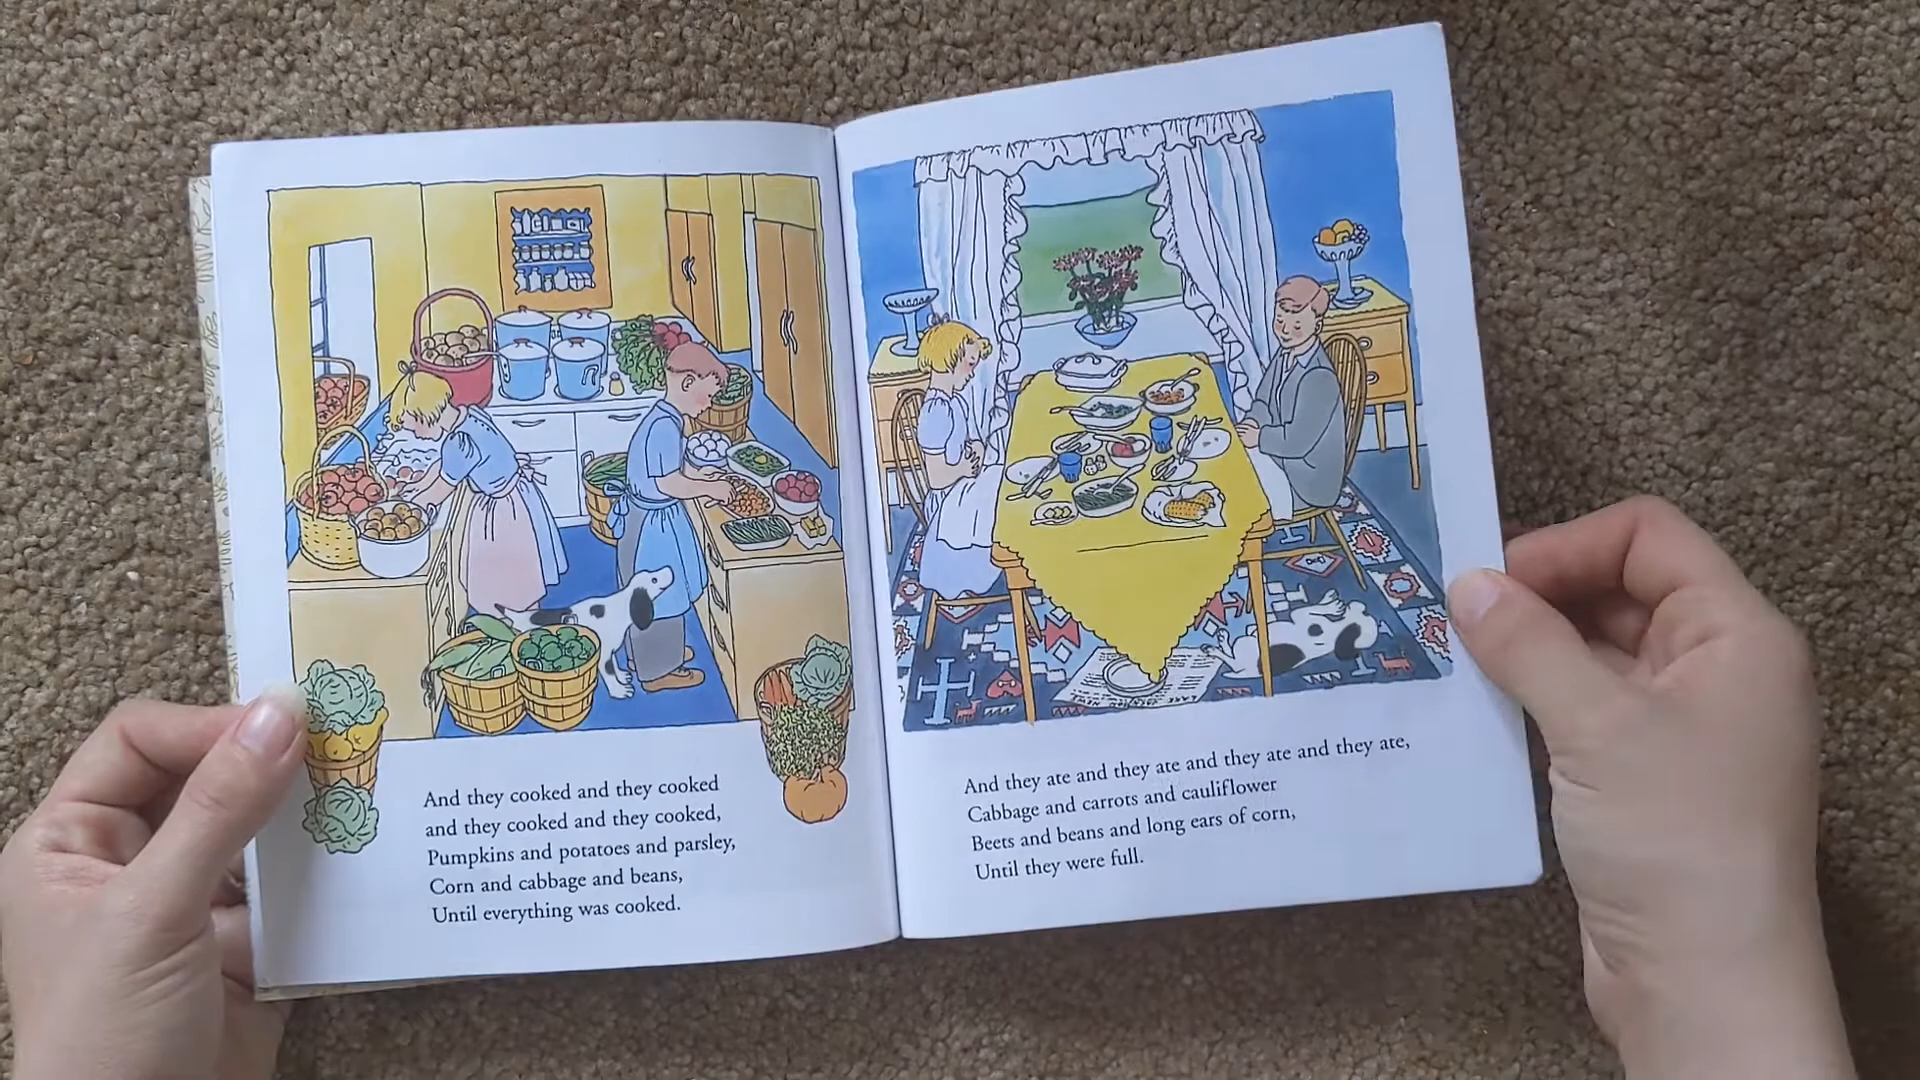 And they cooked and they cooked
and they cooked and they cooked,
Pumpkins and potatoes and parsley,
Corn and cabbage and beans,
Until everything was cooked.
And they ate and they ate and they ate and they ate,
Cabbage and carrots and cauliflower
Beets and beans and long ears of corn,
Until they were full.